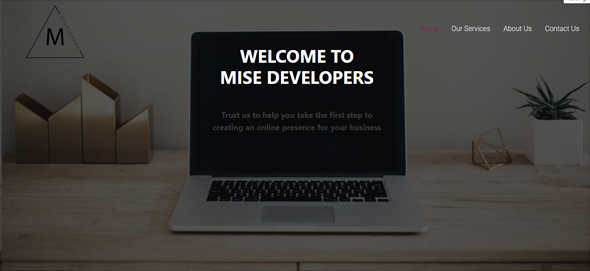 M
Home Our Services About Us Contact Us
WELCOME TO
MISE DEVELOPERS
Trust us to help you take the first step to
creating an online presence for your business